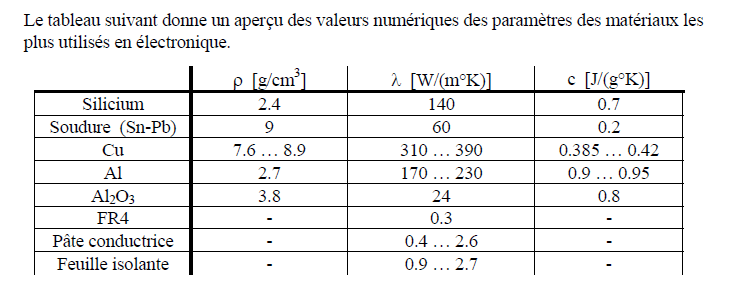 Le tableau suivant donne un aperçu des valeurs numériques des paramètres des matériaux les
plus utilisés en électronique.
ρ [g/cm³] λ [W/(m°K)] c [J/(g°K)]
Silicium 2.4 140 0.7
Soudure (Sn-Pb) 9 60 0.2
Cu 7.6 … 8.9 310 … 390 0.385 … 0.42
Al 2.7 170 … 230 0.9 … 0.95
Al₂O₃ 3.8 24 0.8
FR4 - 0.3 -
Pâte conductrice - 0.4 … 2.6 -
Feuille isolante - 0.9 … 2.7 -